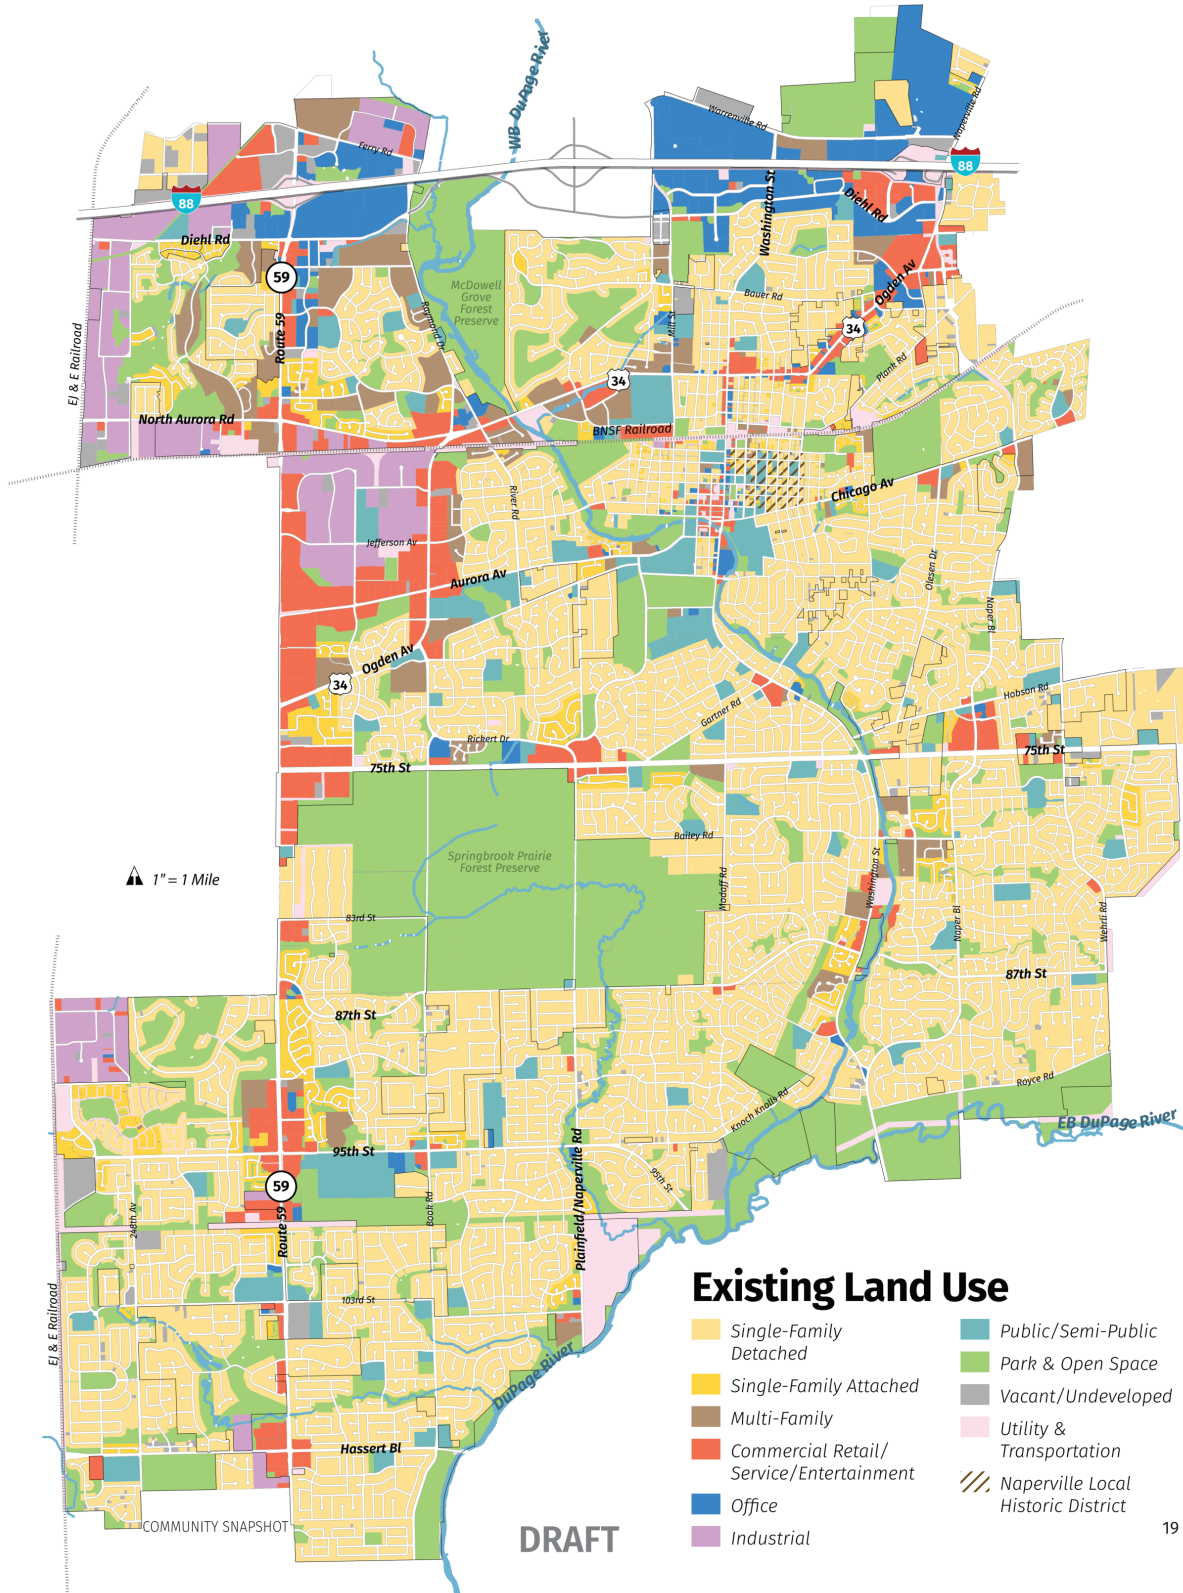 WB DuPage River
Naperville Rd
Warrenville Rd
Ferry Rd
88
88
Washington St
Diehl Rd
Diehl Rd
59
McDowell
Grove
Forest
Preserve
Bauer Rd
Ogden Av
Route 59
Raymond Dr
Mill St
34
EJ & E Railroad
Plank Rd
34
North Aurora Rd
BNSF Railroad
Chicago Av
River Rd
Jefferson Av
Aurora Av
Olesen Dr
Naper Bl
Ogden Av
34
Hobson Rd
Gartner Rd
Rickert Dr
75th St
75th St
Bailey Rd
Springbrook Prairie
Forest Preserve
1" = 1 Mile
Modaff Rd
Washington St
83rd St
Naper Bl
Wehrli Rd
87th St
87th St
Royce Rd
Knoch Knolls Rd
EB DuPage River
95th St
95th St
59
Book Rd
248th Av
Route 59
Plainfield/Naperville Rd
EJ & E Railroad
103rd St
DuPage River
Hassert Bl
Existing Land Use
Single-Family
Detached
Single-Family Attached
Multi-Family
Commercial Retail/
Service/Entertainment
Office
Industrial
Public/Semi-Public
Park & Open Space
Vacant/Undeveloped
Utility &
Transportation
Naperville Local
Historic District
COMMUNITY SNAPSHOT
DRAFT
19